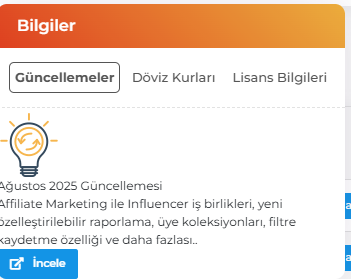 Bilgiler
Güncellemeler Döviz Kurları Lisans Bilgileri
Ağustos 2025 Güncellemesi
Affiliate Marketing ile Influencer iş birlikleri, yeni
özelleştirilebilir raporlama, üye koleksiyonları, filtre
kaydetme özelliği ve daha fazlası..
İncele